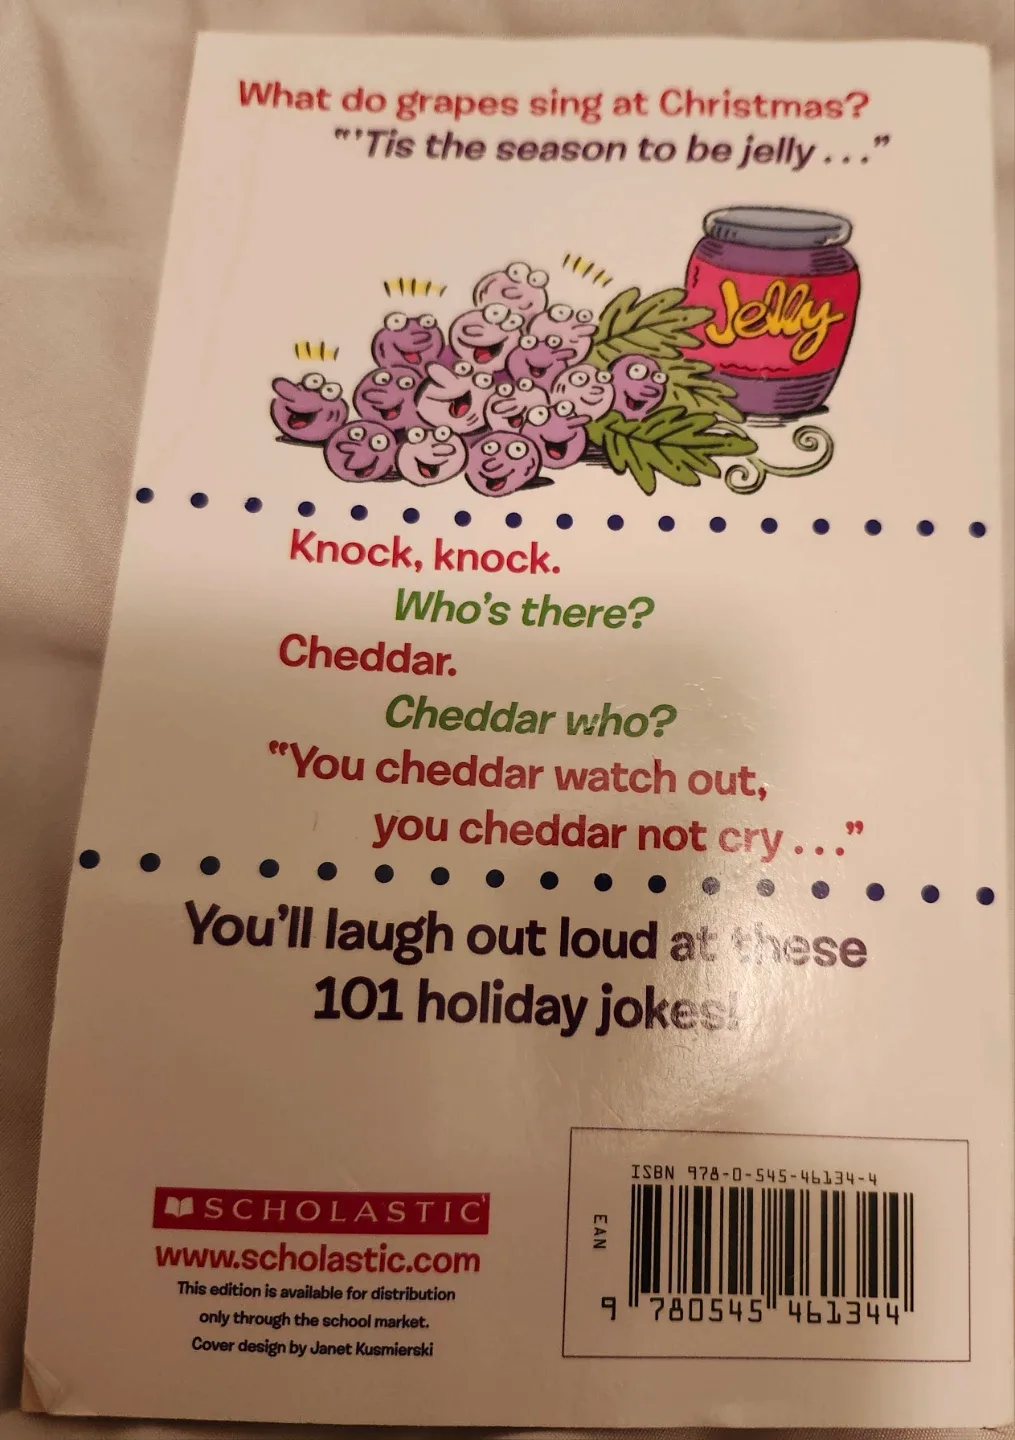 What do grapes sing at Christmas?
"'Tis the season to be jelly . . ."
Jelly
Knock, knock.
Who's there?
Cheddar.
Cheddar who?
"You cheddar watch out,
you cheddar not cry . . ."
You'll laugh out loud at these
101 holiday jokes!
SCHOLASTIC
www.scholastic.com
This edition is available for distribution
only through the school market.
Cover design by Janet Kusmierski
ISBN 978-0-545-46134-4
EAN
9 780545 461344